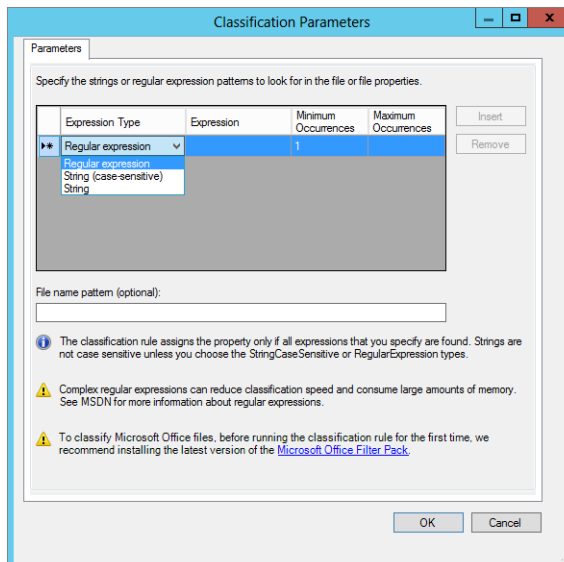 Classification Parameters
Parameters
Specify the strings or regular expression patterns to look for in the file or file properties.
Expression Type
Expression
Minimum
Occurrences
Maximum
Occurrences
Insert
Regular expression
1
Remove
Regular expression
String (case-sensitive)
String
File name pattern (optional):
The classification rule assigns the property only if all expressions that you specify are found. Strings are
not case sensitive unless you choose the StringCaseSensitive or RegularExpression types.
Complex regular expressions can reduce classification speed and consume large amounts of memory.
See MSDN for more information about regular expressions.
To classify Microsoft Office files, before running the classification rule for the first time, we
recommend installing the latest version of the Microsoft Office Filter Pack.
OK
Cancel